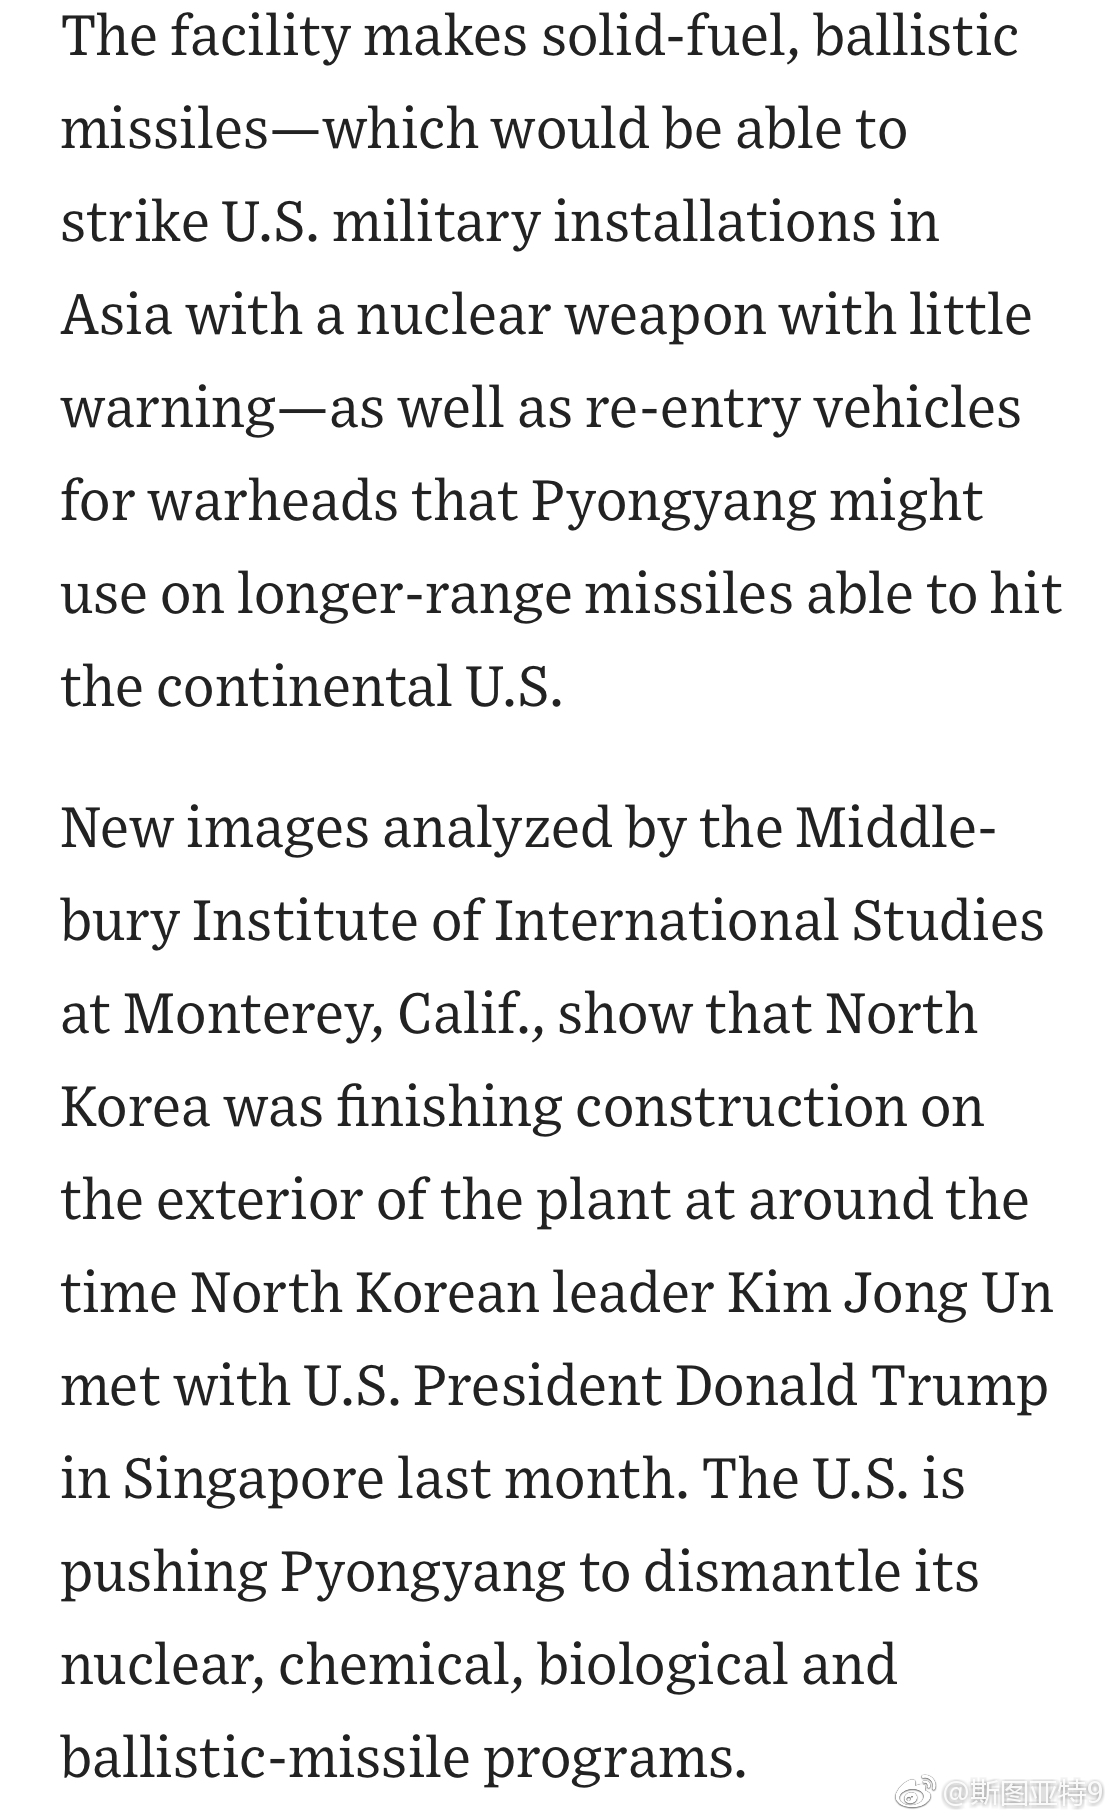 The facility makes solid-fuel, ballistic
missiles—which would be able to
strike U.S. military installations in
Asia with a nuclear weapon with little
warning—as well as re-entry vehicles
for warheads that Pyongyang might
use on longer-range missiles able to hit
the continental U.S.
New images analyzed by the Middle-
bury Institute of International Studies
at Monterey, Calif., show that North
Korea was finishing construction on
the exterior of the plant at around the
time North Korean leader Kim Jong Un
met with U.S. President Donald Trump
in Singapore last month. The U.S. is
pushing Pyongyang to dismantle its
nuclear, chemical, biological and
ballistic-missile programs.
@斯图亚特9